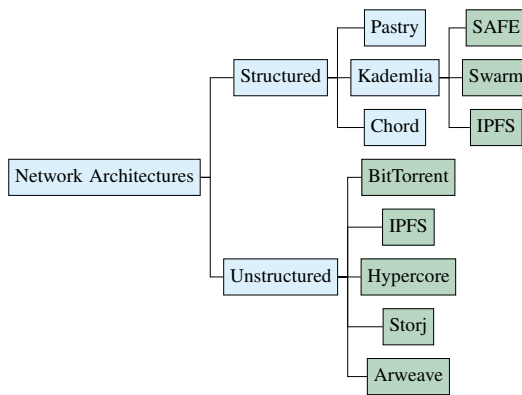 Network Architectures
Structured
Pastry
Kademlia
SAFE
Swarm
IPFS
Chord
Unstructured
BitTorrent
IPFS
Hypercore
Storj
Arweave